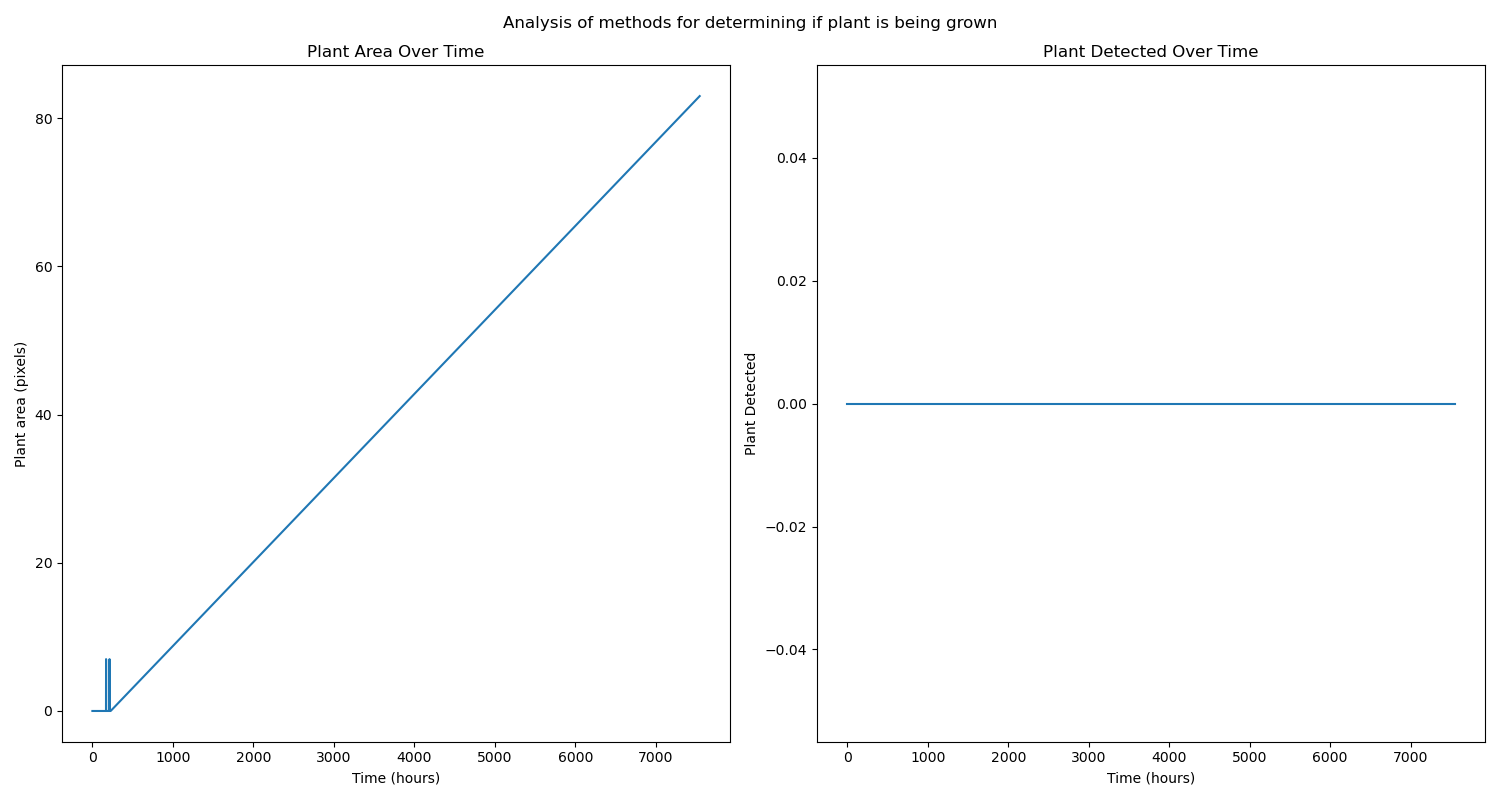 Analysis of methods for determining if plant is being grown
Plant Area Over Time
Plant area (pixels)
80
60
40
20
0
0 1000 2000 3000 4000 5000 6000 7000
Time (hours)
Plant Detected Over Time
Plant Detected
0.04
0.02
0.00
−0.02
−0.04
0 1000 2000 3000 4000 5000 6000 7000
Time (hours)